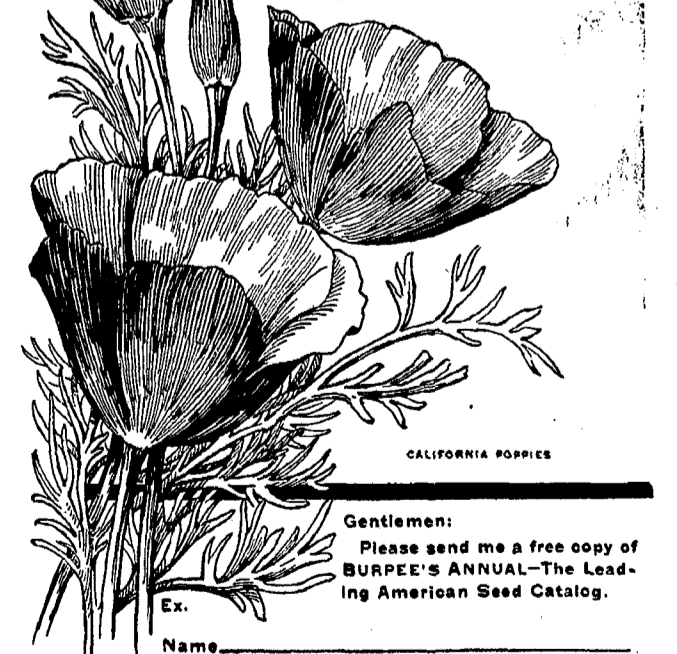 CALIFORNIA POPPIES
Gentlemen:
Please send me a free copy of
BURPEE'S ANNUAL—The Lead-
ing American Seed Catalog.
Ex.
Name